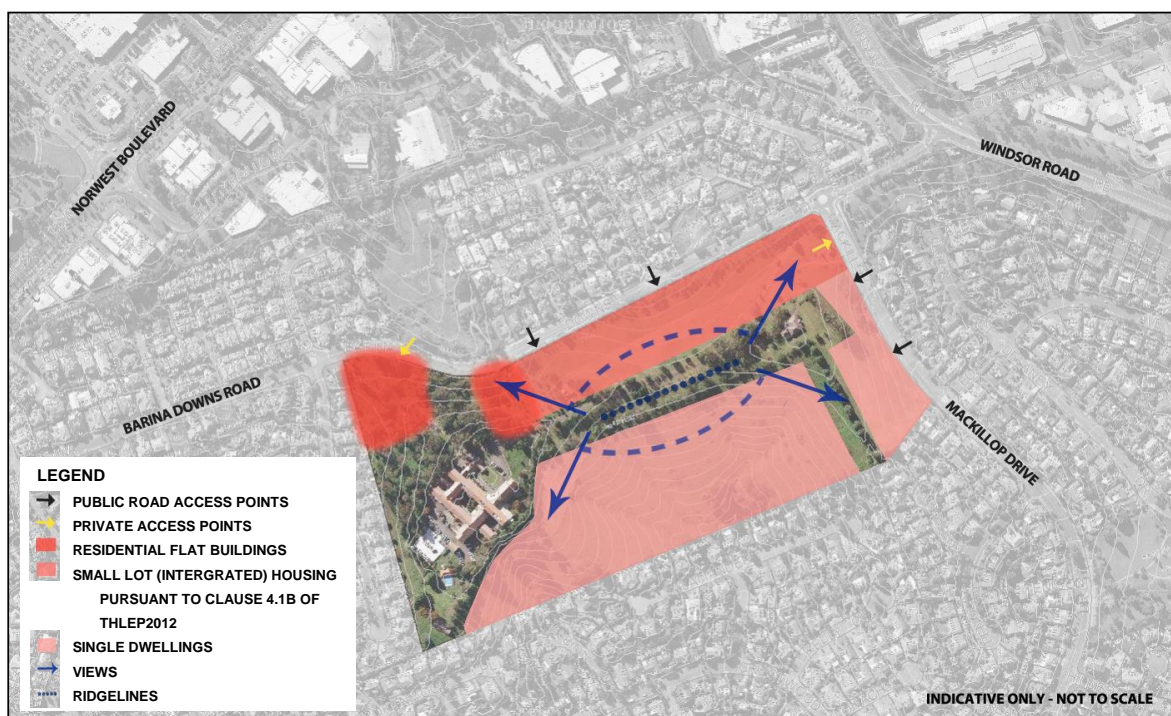 NORWEST BOULEVARD
WINDSOR ROAD
BARINA DOWNS ROAD
MACKILLOP DRIVE
LEGEND
PUBLIC ROAD ACCESS POINTS
PRIVATE ACCESS POINTS
RESIDENTIAL FLAT BUILDINGS
SMALL LOT (INTERGRATED) HOUSING
PURSUANT TO CLAUSE 4.1B OF
THLEP2012
SINGLE DWELLINGS
VIEWS
RIDGELINES
INDICATIVE ONLY - NOT TO SCALE